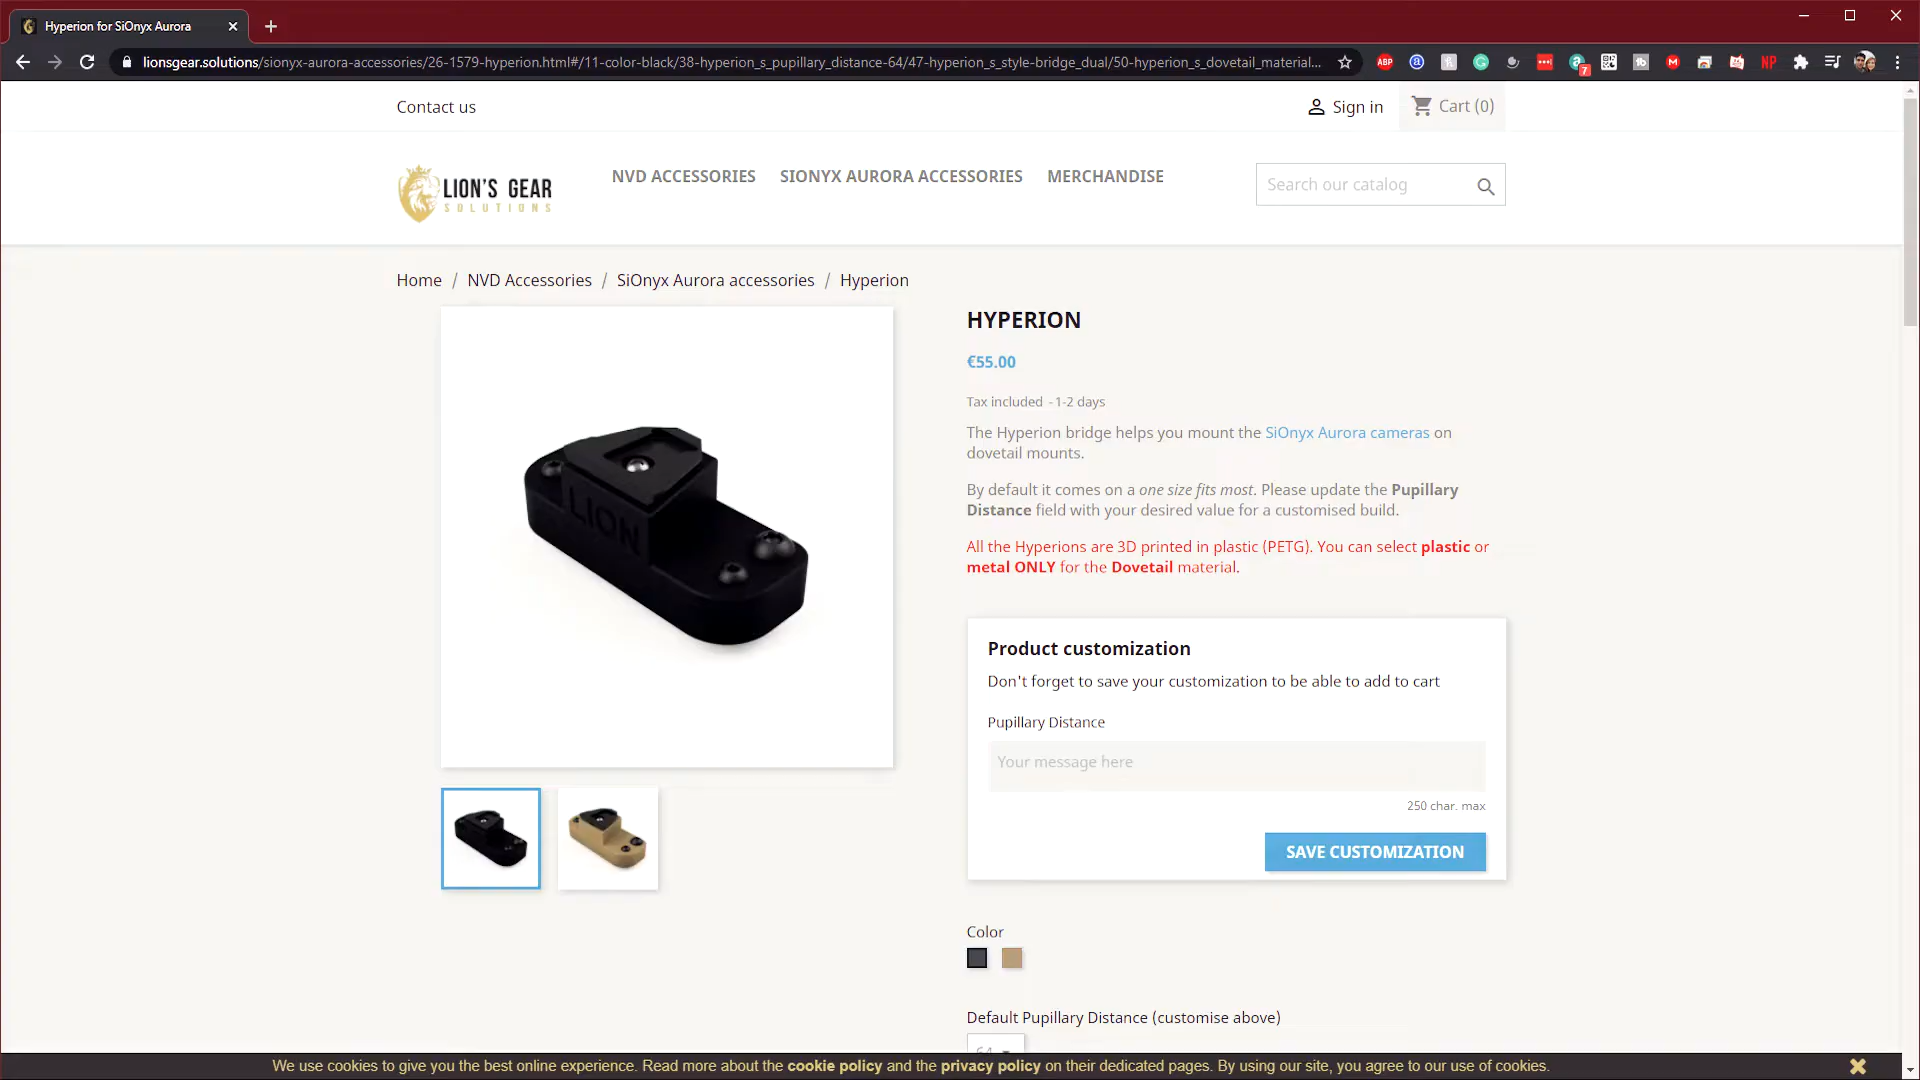 Hyperion for SiOnyx Aurora
lionsgear.solutions/sionyx-aurora-accessories/26-1579-hyperion.html#/11-color-black/38-hyperion_s_pupillary_distance-64/47-hyperion_s_style-bridge_dual/50-hyperion_s_dovetail_material...
ABP
7
NP
Contact us
Sign in
Cart (0)
LION'S GEAR
SOLUTIONS
NVD ACCESSORIES
SIONYX AURORA ACCESSORIES
MERCHANDISE
Search our catalog
Home / NVD Accessories / SiOnyx Aurora accessories / Hyperion
LION
HYPERION
€55.00
Tax included - 1-2 days
The Hyperion bridge helps you mount the SiOnyx Aurora cameras on
dovetail mounts.
By default it comes on a one size fits most. Please update the Pupillary
Distance field with your desired value for a customised build.
All the Hyperions are 3D printed in plastic (PETG). You can select plastic or
metal ONLY for the Dovetail material.
Product customization
Don't forget to save your customization to be able to add to cart
Pupillary Distance
Your message here
250 char. max
SAVE CUSTOMIZATION
Color
Default Pupillary Distance (customise above)
64
We use cookies to give you the best online experience. Read more about the cookie policy and the privacy policy on their dedicated pages. By using our site, you agree to our use of cookies.